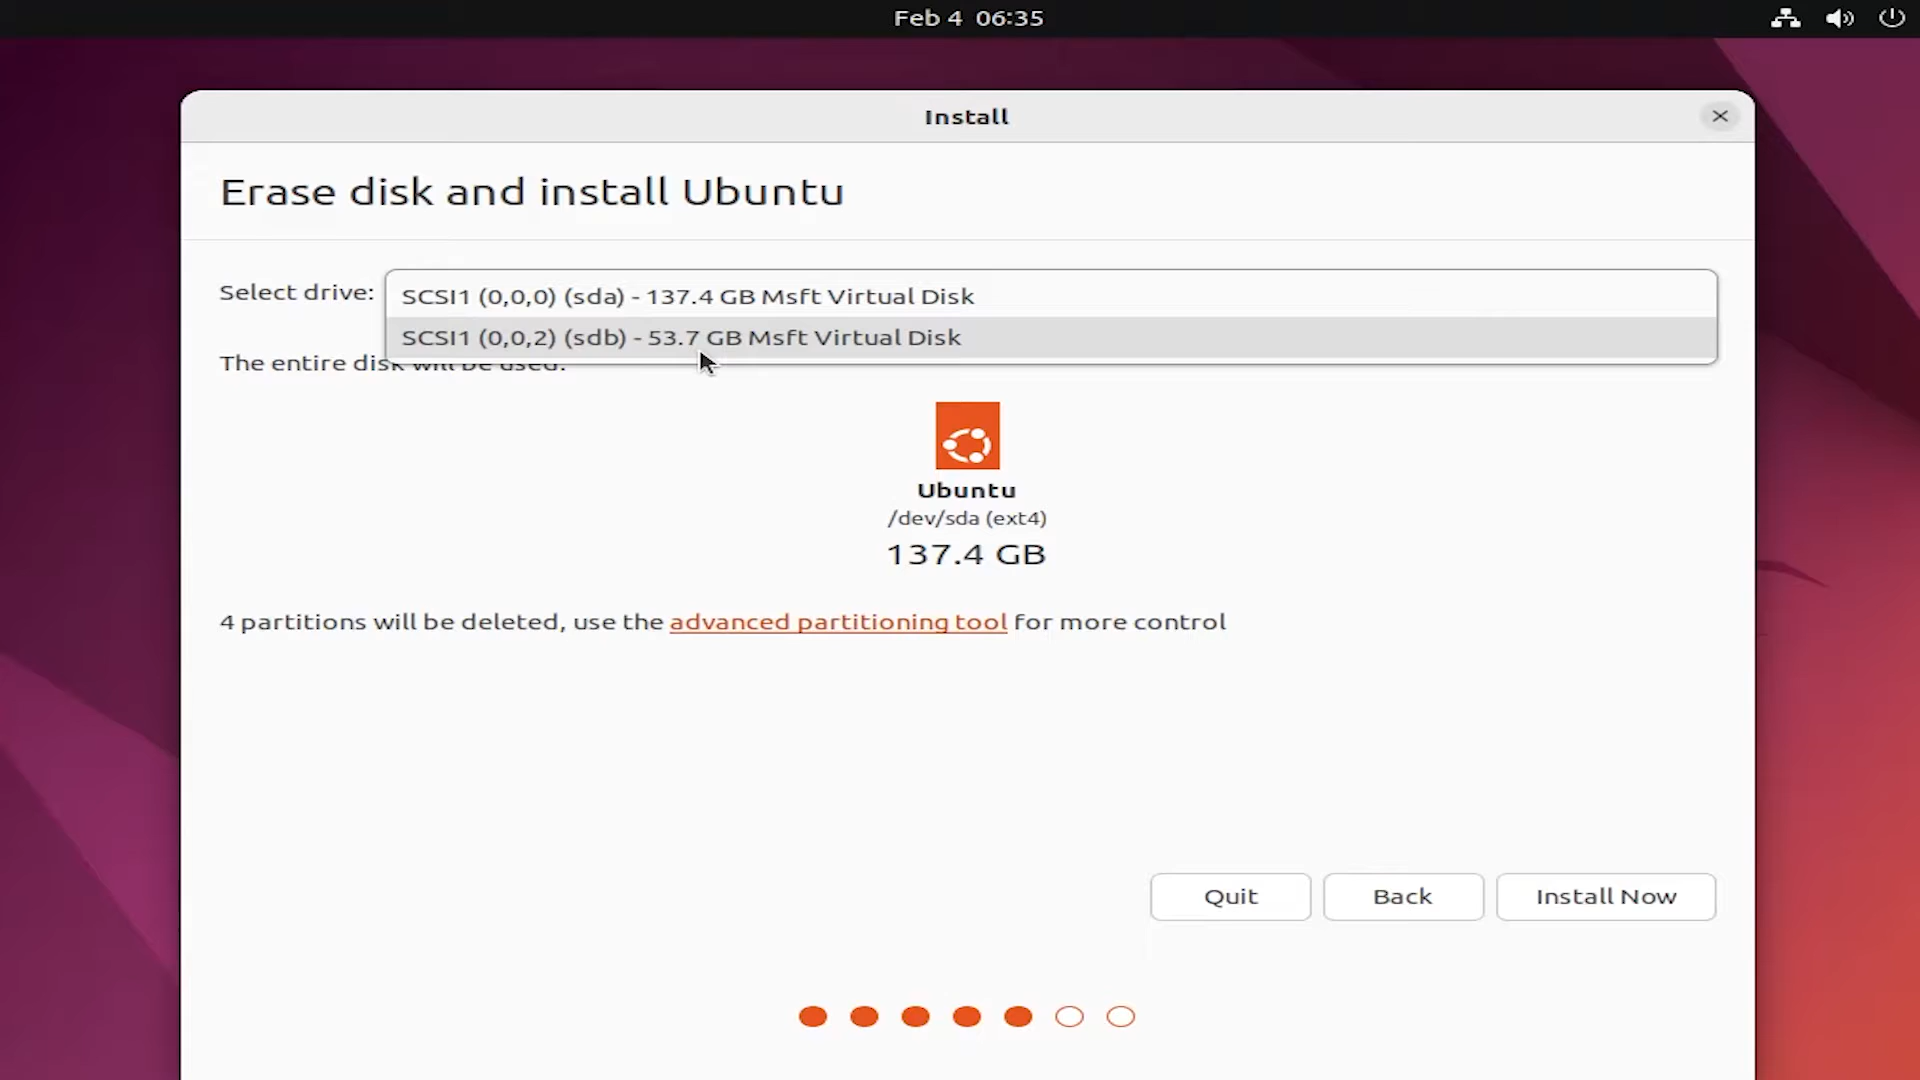 Feb 4 06:35
Install
Erase disk and install Ubuntu
Select drive:
SCSI1 (0,0,0) (sda) - 137.4 GB Msft Virtual Disk
SCSI1 (0,0,2) (sdb) - 53.7 GB Msft Virtual Disk
The entire disk will be used:
Ubuntu
/dev/sda (ext4)
137.4 GB
4 partitions will be deleted, use the advanced partitioning tool for more control
Quit Back Install Now